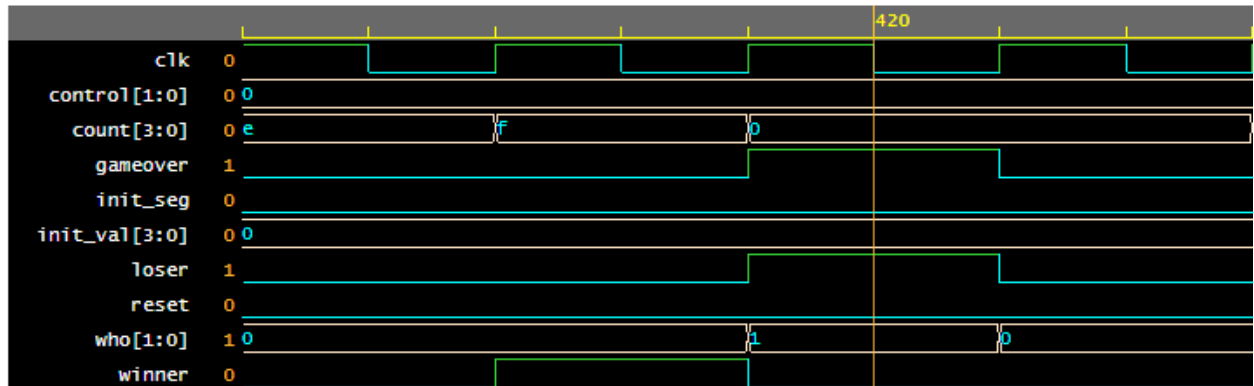 420
clk 0
control[1:0] 0 0
count[3:0] 0 e f 0
gameover 1
init_seg 0
init_val[3:0] 0 0
loser 1
reset 0
who[1:0] 1 0 1 0
winner 0